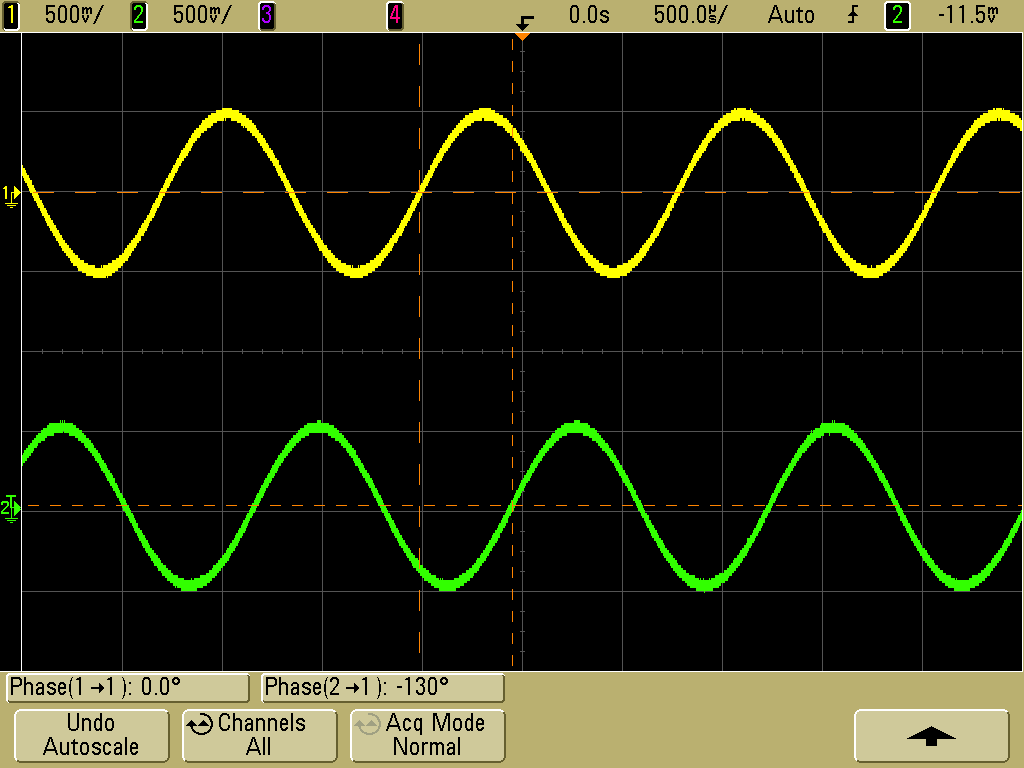 1 500mV/ 2 500mV/ 3 4 0.0s 500.0µs/ Auto 2 -11.5mV
1
2
Phase(1→1): 0.0° Phase(2→1): -130°
Undo Channels Acq Mode
Autoscale All Normal